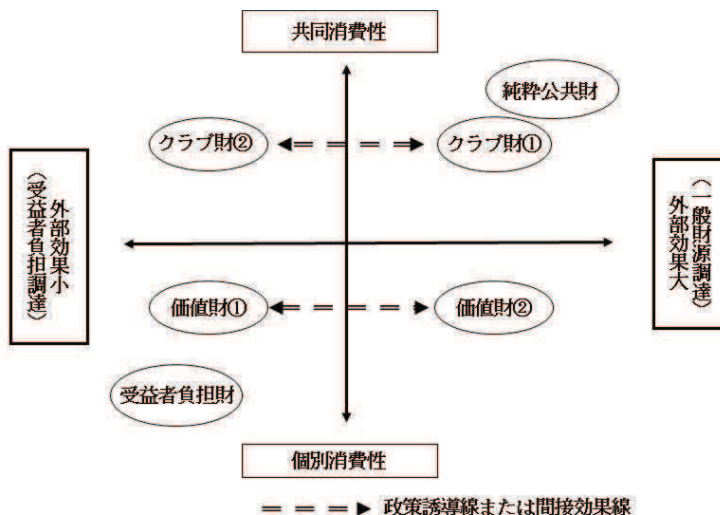 共同消費性
純粋公共財
クラブ財②
クラブ財①
外部効果小
(受益者負担調達)
(一般財源調達)
外部効果大
価値財①
価値財②
受益者負担財
個別消費性
政策誘導線または間接効果線